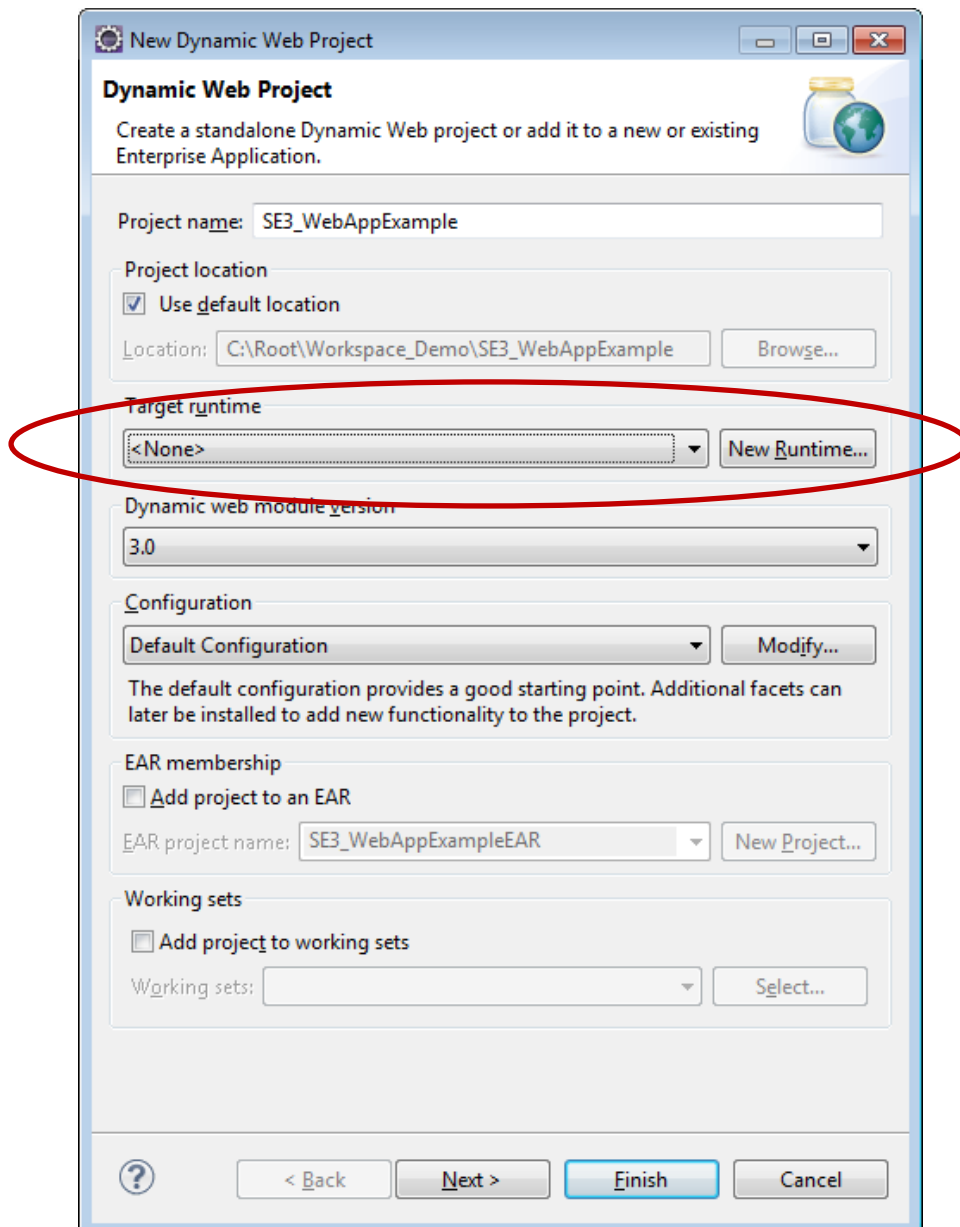 New Dynamic Web Project
Dynamic Web Project
Create a standalone Dynamic Web project or add it to a new or existing
Enterprise Application.
Project name: SE3_WebAppExample
Project location
Use default location
Location: C:\Root\Workspace_Demo\SE3_WebAppExample Browse...
Target runtime
<None> New Runtime...
Dynamic web module version
3.0
Configuration
Default Configuration Modify...
The default configuration provides a good starting point. Additional facets can
later be installed to add new functionality to the project.
EAR membership
Add project to an EAR
EAR project name: SE3_WebAppExampleEAR New Project...
Working sets
Add project to working sets
Working sets: Select...
? < Back Next > Finish Cancel